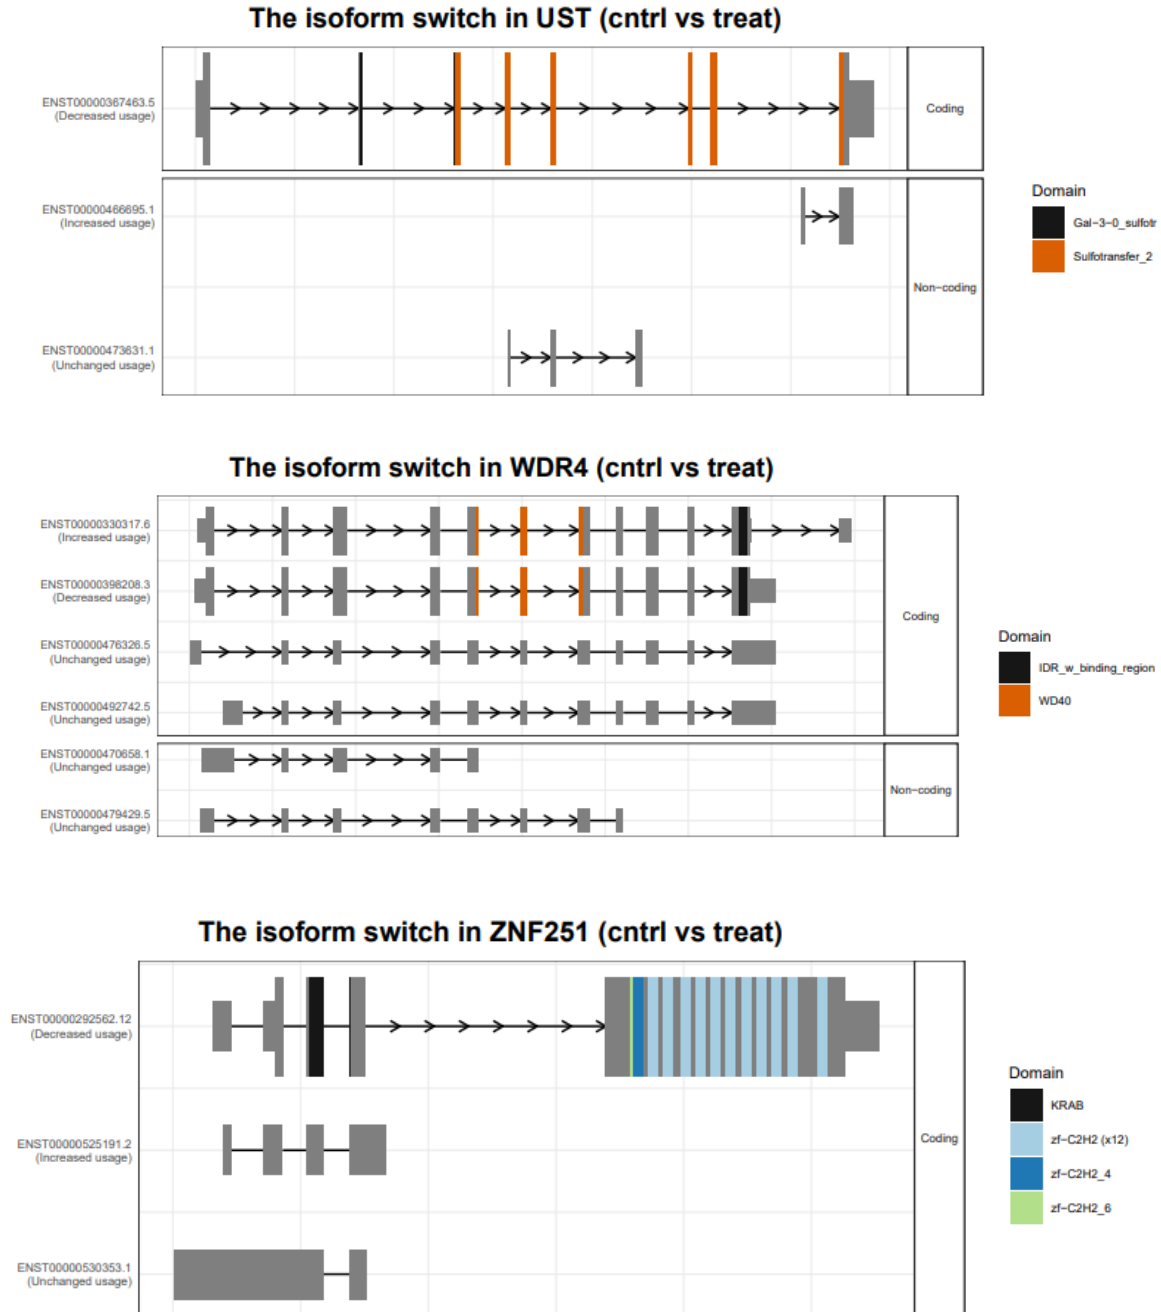 The isoform switch in UST (cntrl vs treat)
ENST00000367463.5
(Decreased usage)
Coding
ENST00000466695.1
(Increased usage)
Non-coding
ENST00000473631.1
(Unchanged usage)
Domain
Gal-3-0_sulfotr
Sulfotransfer_2
The isoform switch in WDR4 (cntrl vs treat)
ENST00000330317.6
(Increased usage)
ENST00000398208.3
(Decreased usage)
ENST00000476326.5
(Unchanged usage)
ENST00000492742.5
(Unchanged usage)
Coding
ENST00000470658.1
(Unchanged usage)
ENST00000479429.5
(Unchanged usage)
Non-coding
Domain
IDR_w_binding_region
WD40
The isoform switch in ZNF251 (cntrl vs treat)
ENST00000292562.12
(Decreased usage)
ENST00000525191.2
(Increased usage)
ENST00000530353.1
(Unchanged usage)
Coding
Domain
KRAB
zf-C2H2 (x12)
zf-C2H2_4
zf-C2H2_6